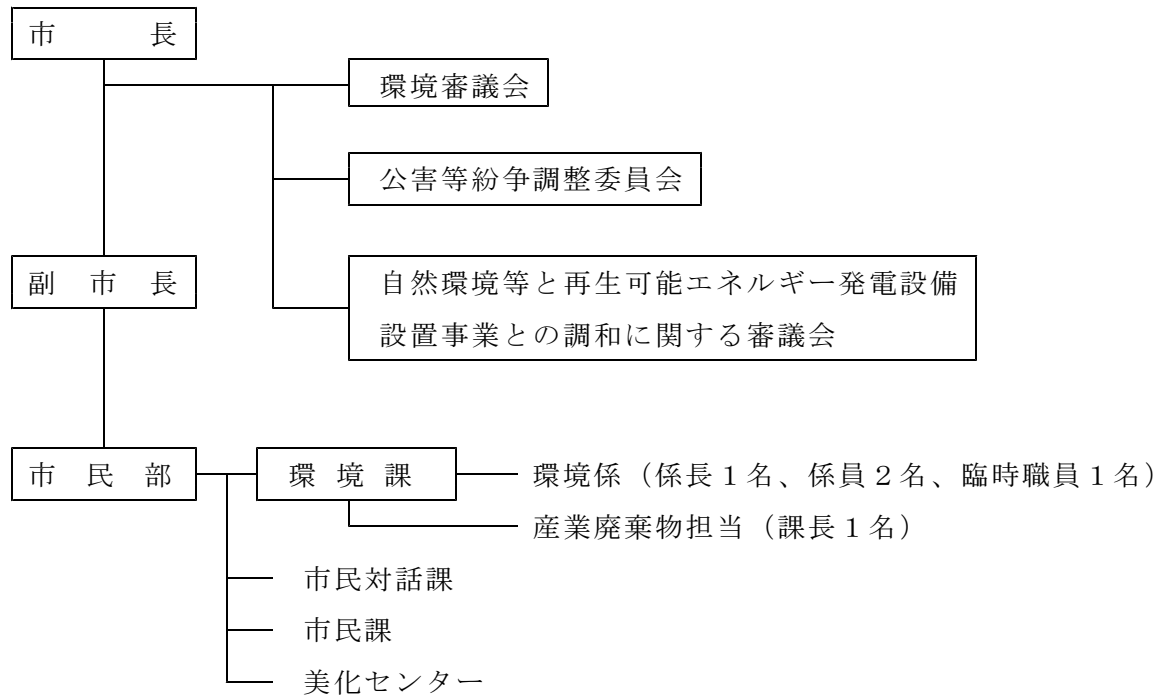 市長
環境審議会
公害等紛争調整委員会
副市長
自然環境等と再生可能エネルギー発電設備
設置事業との調和に関する審議会
市民部
環境課
環境係（係長１名、係員２名、臨時職員１名）
産業廃棄物担当（課長１名）
市民対話課
市民課
美化センター